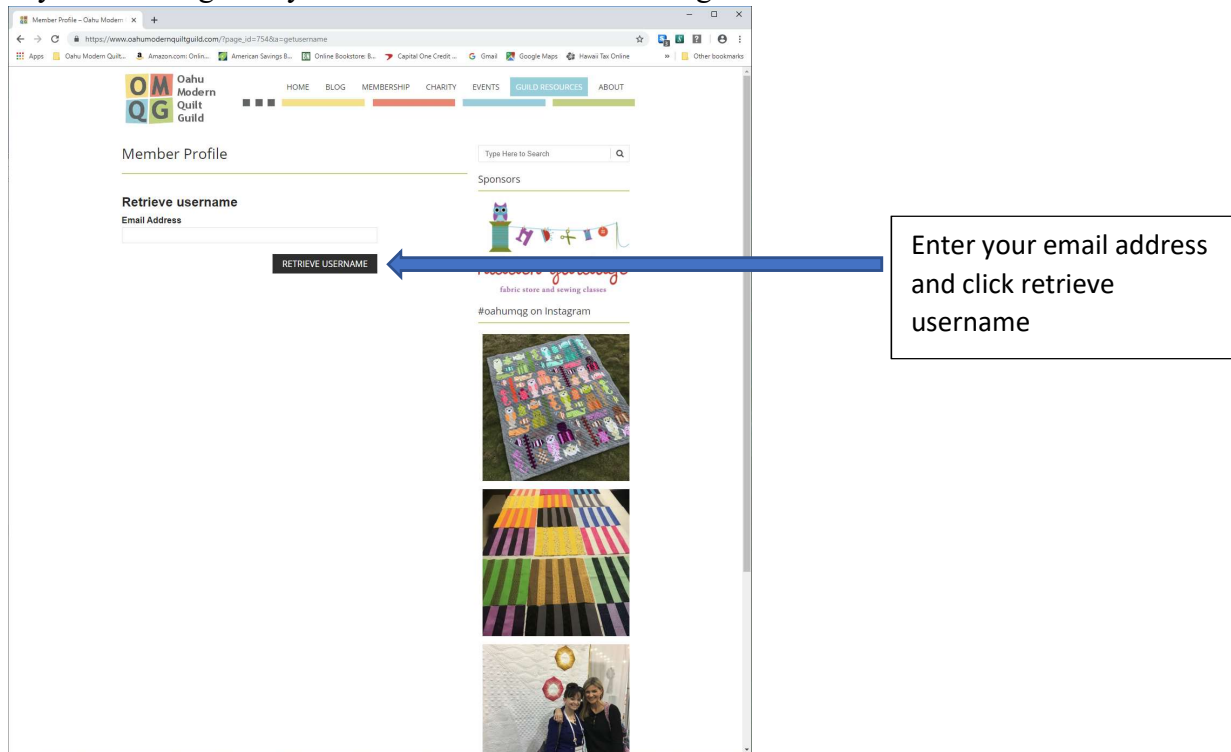 Member Profile – Oahu Modern
https://www.oahumodernquiltguild.com/?page_id=754&a=getusername
Apps Oahu Modern Quilt... Amazon.com: Onlin... American Savings B... Online Bookstore: B... Capital One Credit ... Gmail Google Maps Hawaii Tax Online » Other bookmarks
OM
QG
Oahu
Modern
Quilt
Guild
HOME BLOG MEMBERSHIP CHARITY EVENTS GUILD RESOURCES ABOUT
Member Profile
Type Here to Search
Sponsors
Retrieve username
Email Address
RETRIEVE USERNAME
fabric store and sewing classes
#oahumqg on Instagram
Enter your email address
and click retrieve
username